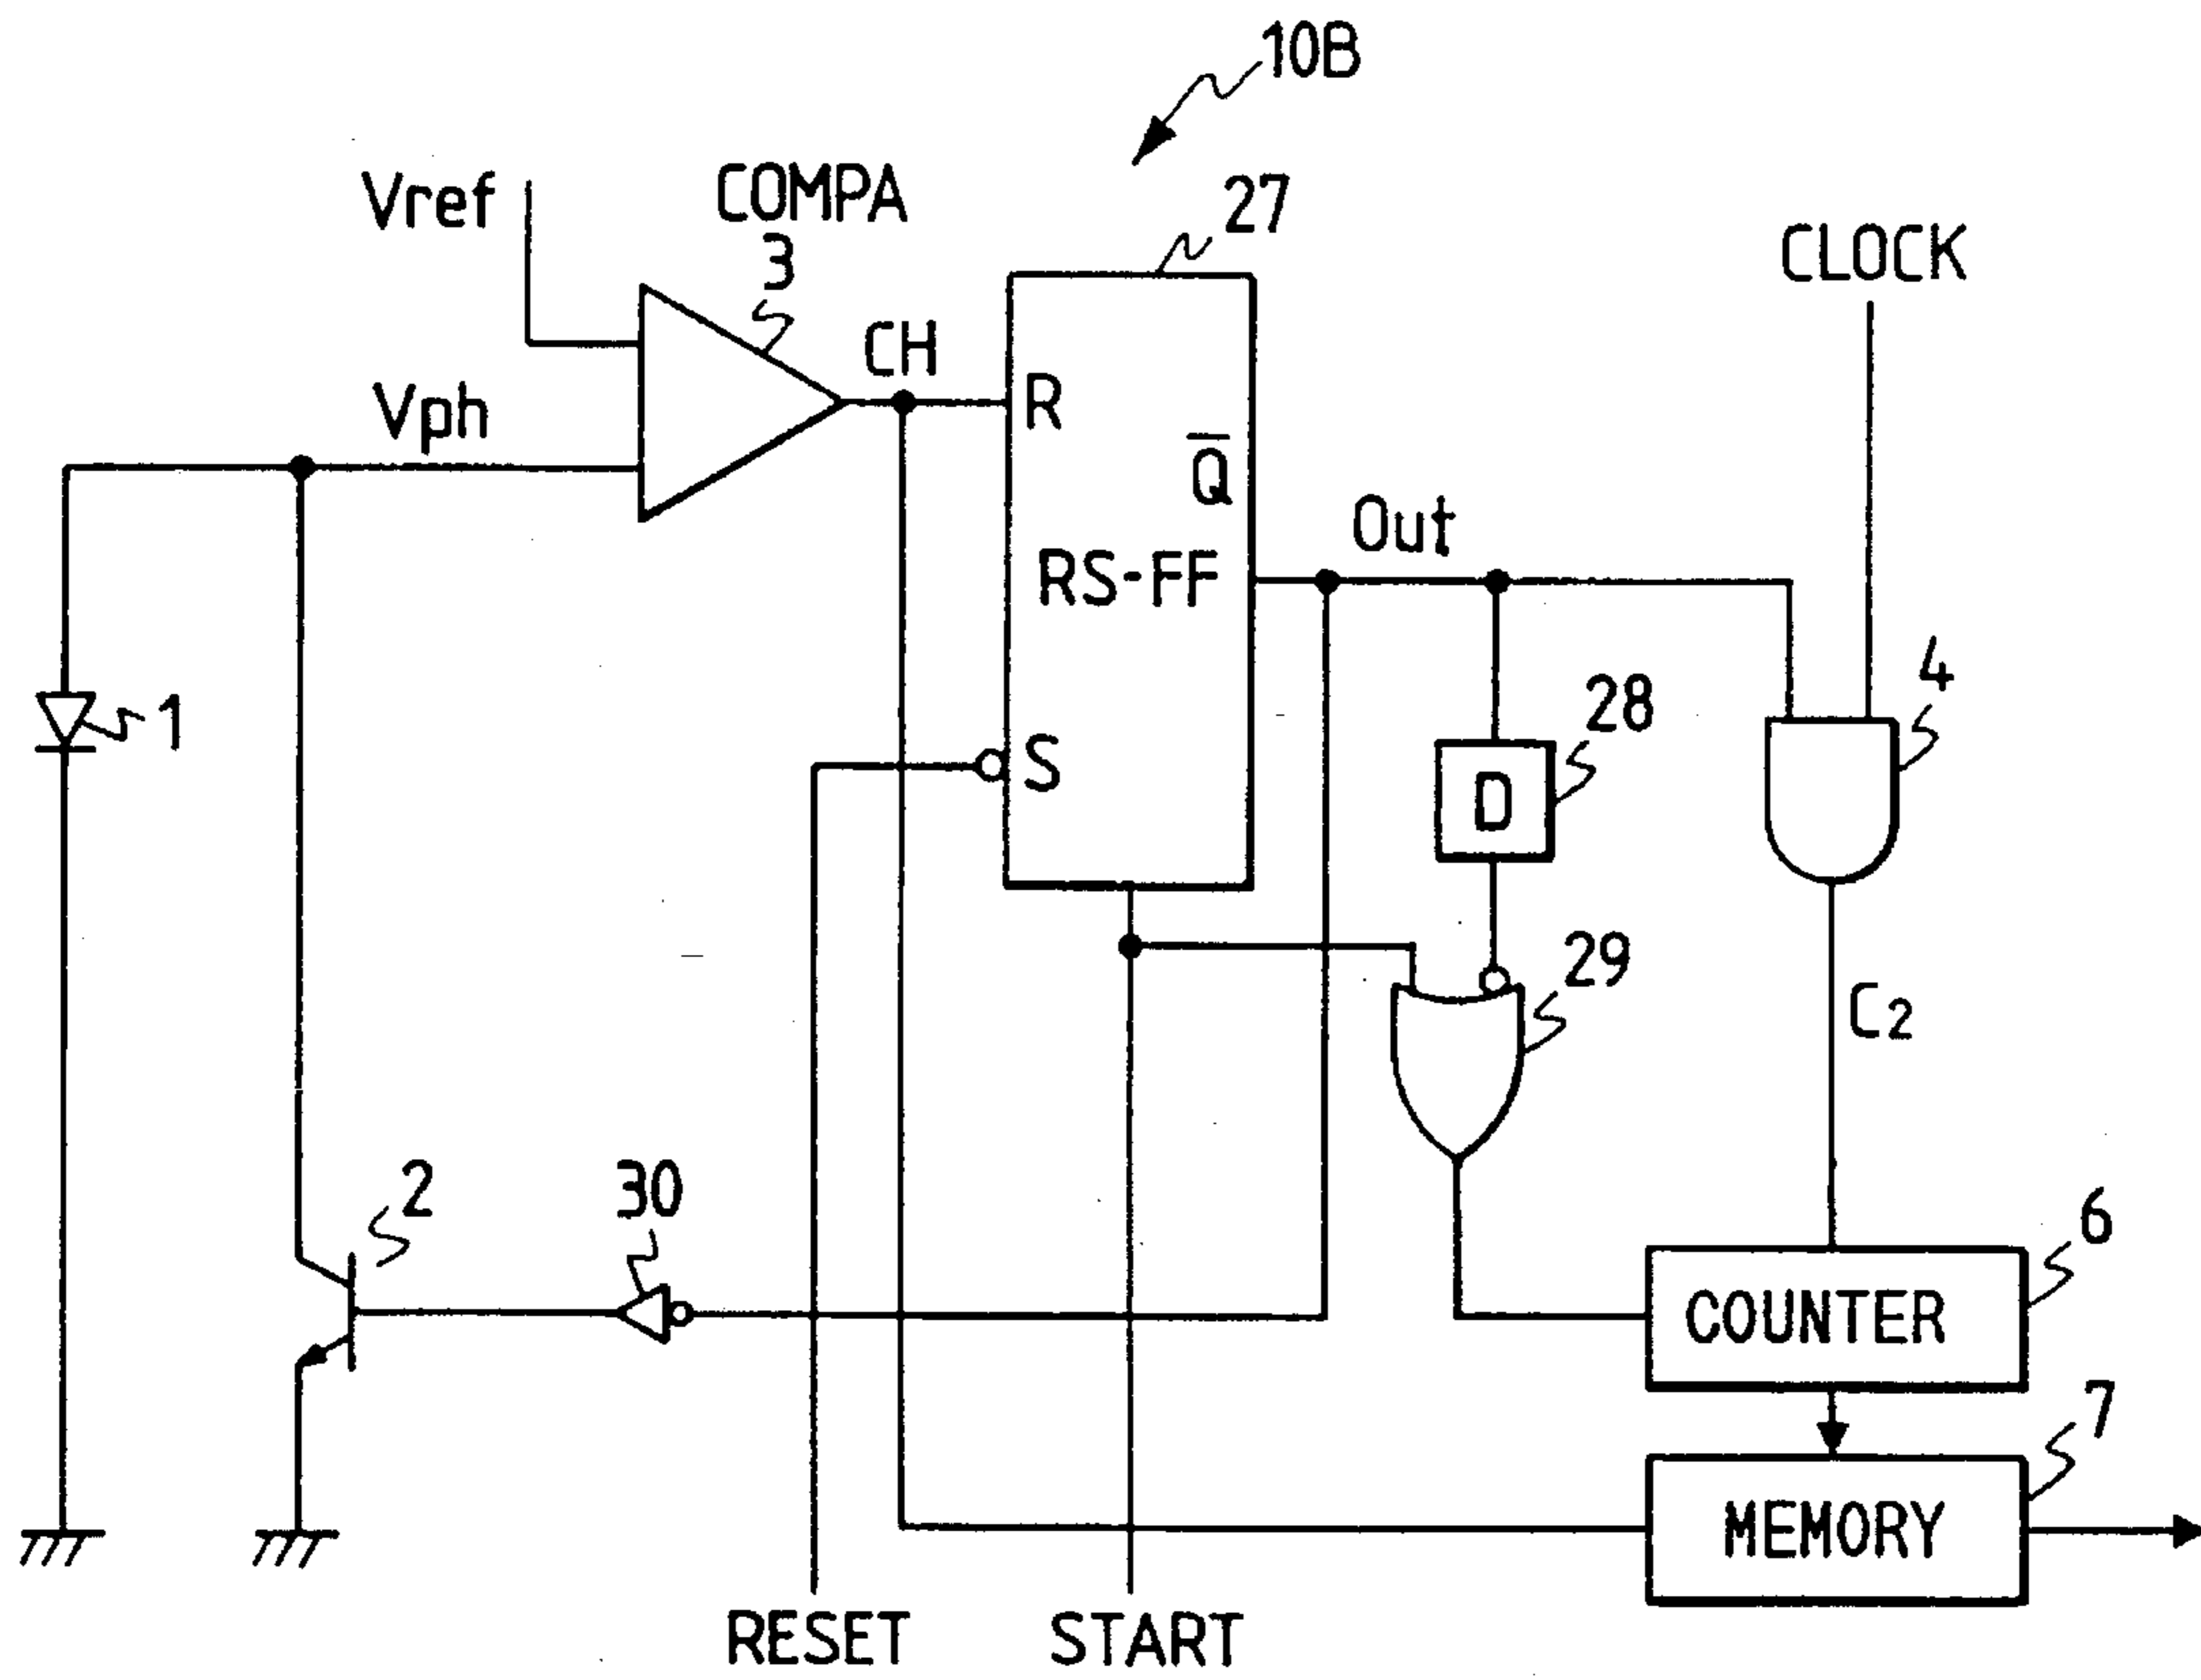 10B
Vref
COMPA
3
27
CLOCK
CH
Vph
R
Q̅
Out
RS-FF
4
28
1
S
D
29
C2
2
30
6
COUNTER
7
MEMORY
RESET
START